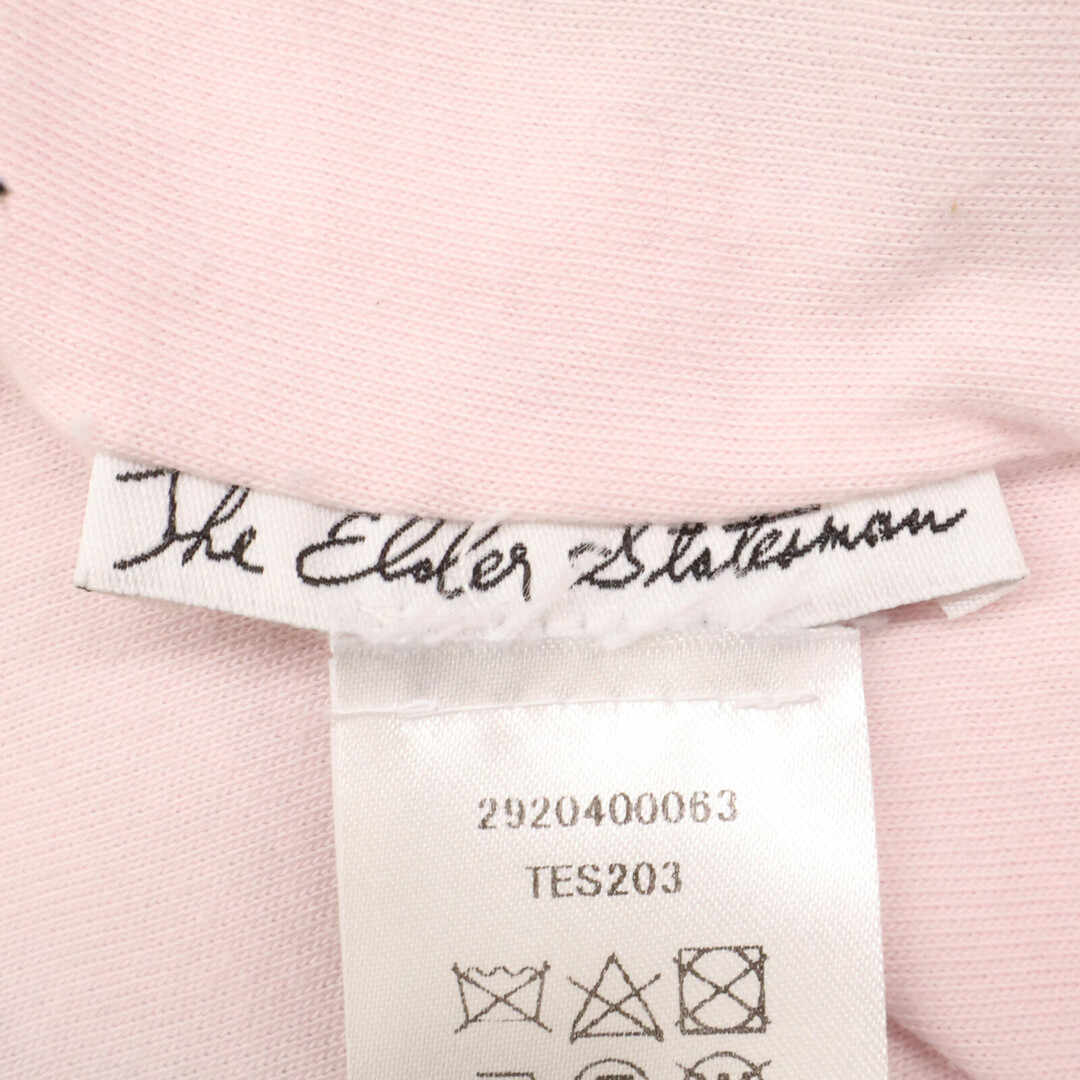 The Elder Statesman
2920400063
TES203